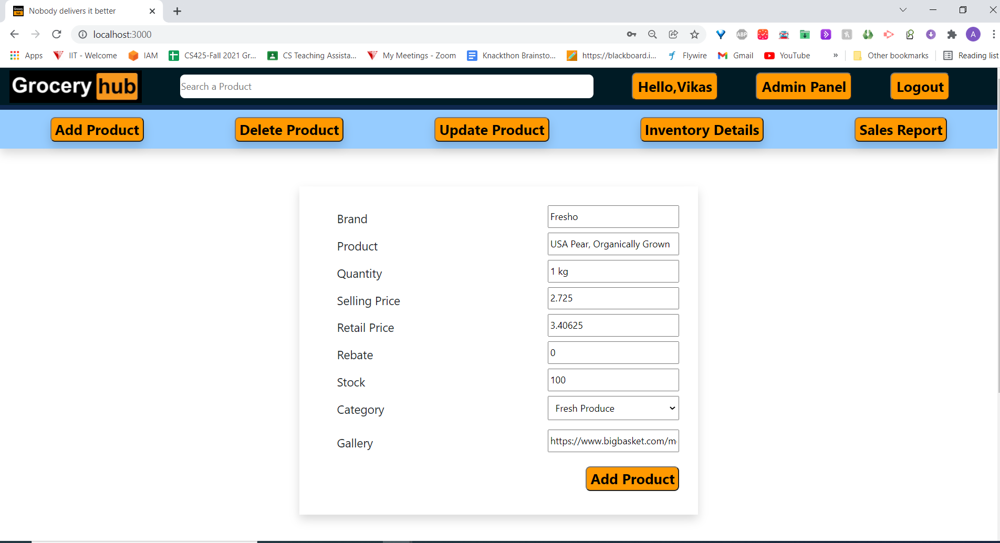 Nobody delivers it better
localhost:3000
ABP
A
Apps IIT - Welcome IAM CS425-Fall 2021 Gr... CS Teaching Assista... My Meetings - Zoom Knackthon Brainsto... https://blackboard.i... Flywire Gmail YouTube » Other bookmarks Reading list
Grocery hub Search a Product Hello,Vikas Admin Panel Logout
Add Product Delete Product Update Product Inventory Details Sales Report
Brand Fresho
Product USA Pear, Organically Grown
Quantity 1 kg
Selling Price 2.725
Retail Price 3.40625
Rebate 0
Stock 100
Category Fresh Produce
Gallery https://www.bigbasket.com/m
Add Product